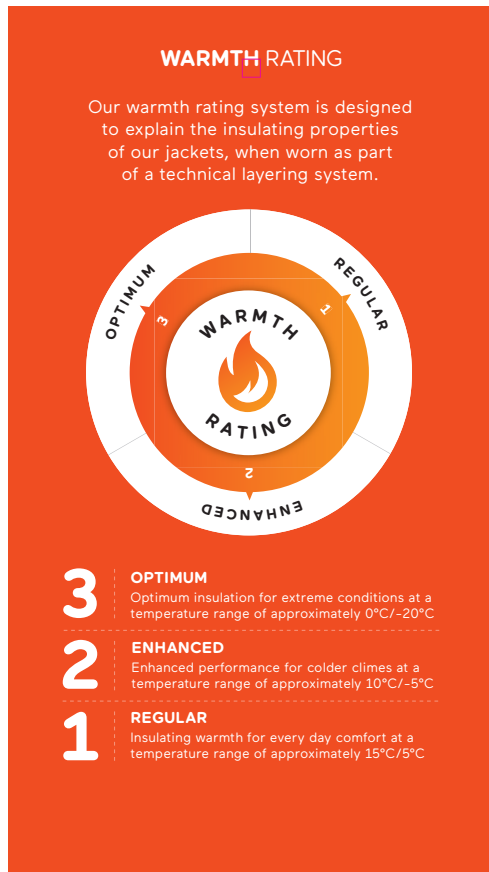 WARMTH RATING
Our warmth rating system is designed
to explain the insulating properties
of our jackets, when worn as part
of a technical layering system.
OPTIMUM
REGULAR
3
1
WARMTH
RATING
2
ENHANCED
3
OPTIMUM
Optimum insulation for extreme conditions at a
temperature range of approximately 0°C/-20°C
2
ENHANCED
Enhanced performance for colder climes at a
temperature range of approximately 10°C/-5°C
1
REGULAR
Insulating warmth for every day comfort at a
temperature range of approximately 15°C/5°C